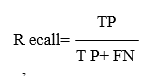 R ecall= TP
T P+ FN
,